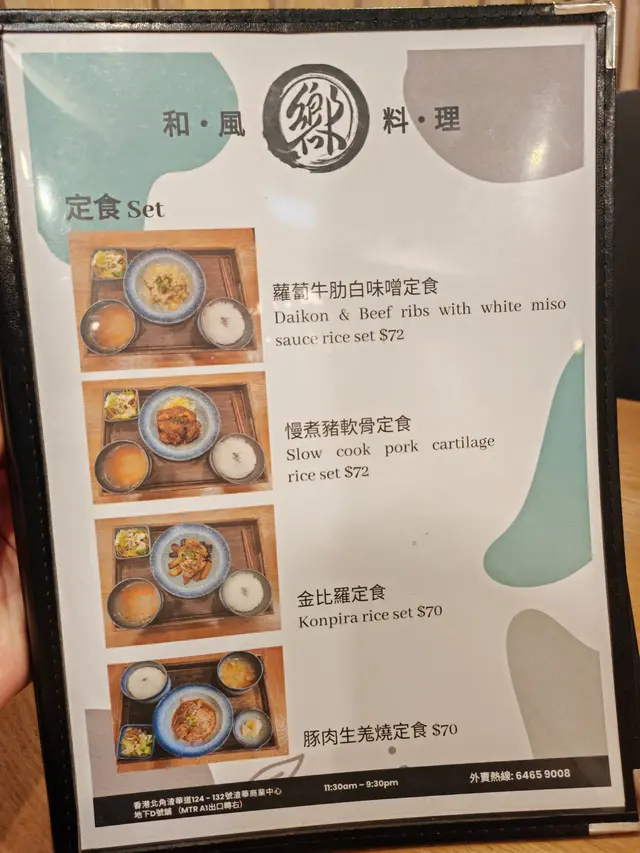 和・風 鄉 料・理
定食 Set
蘿蔔牛肋白味噌定食
Daikon & Beef ribs with white miso
sauce rice set $72
慢煮豬軟骨定食
Slow cook pork cartilage
rice set $72
金比羅定食
Konpira rice set $70
豚肉生羗燒定食 $70
香港北角渣華道124 - 132號渣華商業中心
地下D號舖 （MTR A1出口轉右）
11:30am – 9:30pm
外賣熱線: 6465 9008